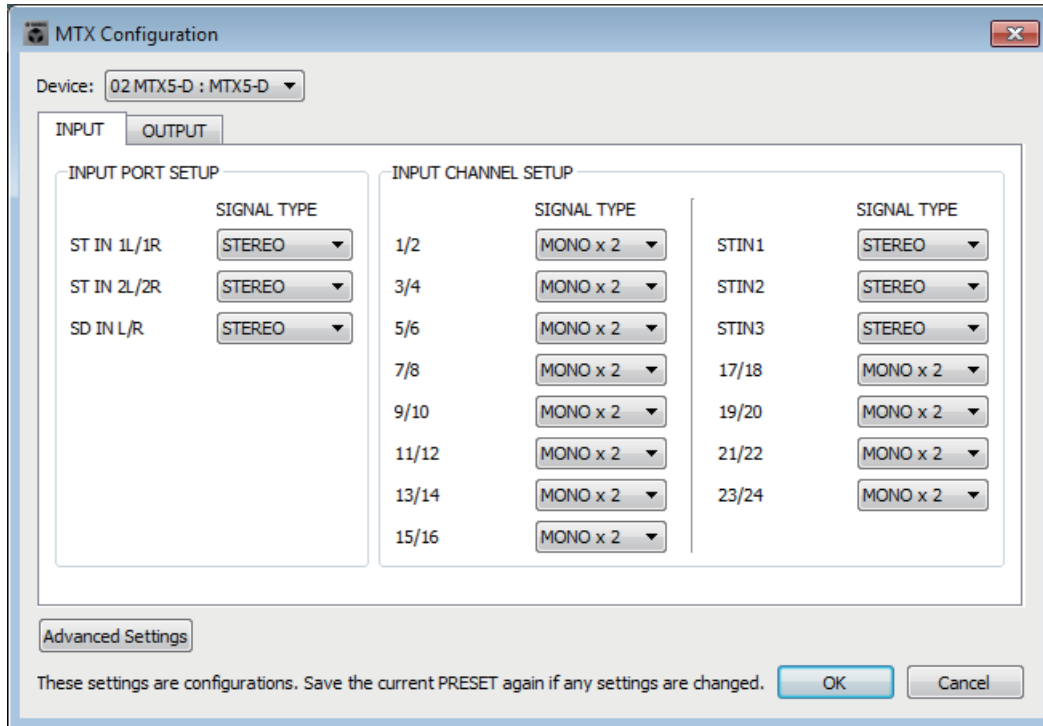 MTX Configuration
Device: 02 MTX5-D : MTX5-D
INPUT OUTPUT
INPUT PORT SETUP
SIGNAL TYPE
ST IN 1L/1R STEREO
ST IN 2L/2R STEREO
SD IN L/R STEREO
INPUT CHANNEL SETUP
SIGNAL TYPE
1/2 MONO x 2
3/4 MONO x 2
5/6 MONO x 2
7/8 MONO x 2
9/10 MONO x 2
11/12 MONO x 2
13/14 MONO x 2
15/16 MONO x 2
SIGNAL TYPE
STIN1 STEREO
STIN2 STEREO
STIN3 STEREO
17/18 MONO x 2
19/20 MONO x 2
21/22 MONO x 2
23/24 MONO x 2
Advanced Settings
These settings are configurations. Save the current PRESET again if any settings are changed. OK Cancel